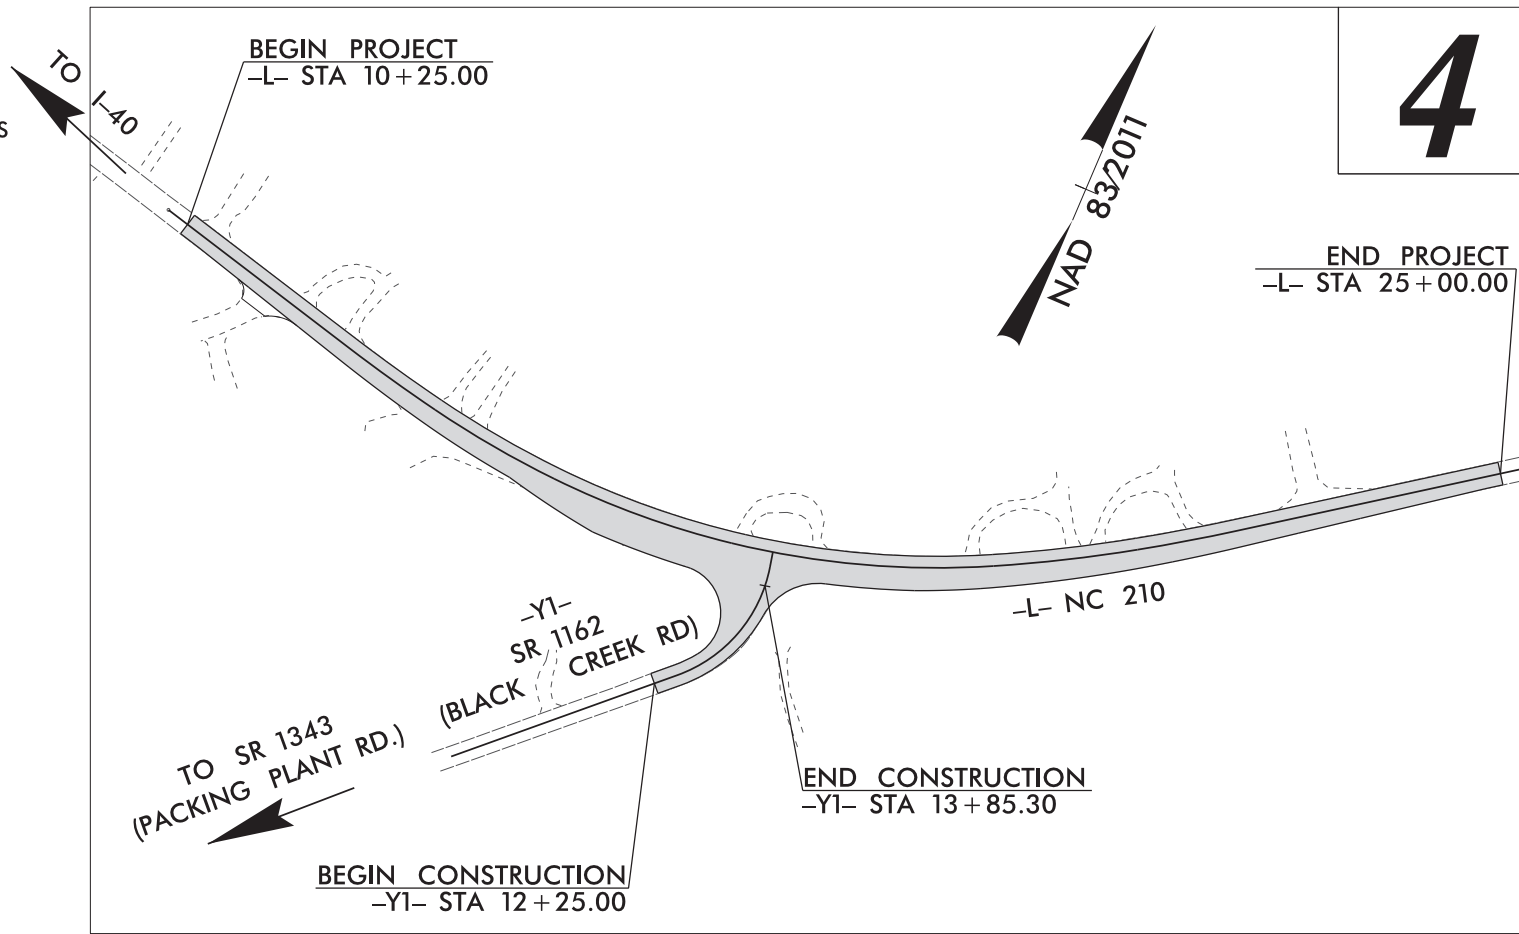 BEGIN PROJECT
-L- STA 10+25.00
4
TO I-40
S
NAD 83/2011
END PROJECT
-L- STA 25+00.00
-L- NC 210
-Y1-
SR 1162
(BLACK CREEK RD)
TO SR 1343
(PACKING PLANT RD.)
END CONSTRUCTION
-Y1- STA 13+85.30
BEGIN CONSTRUCTION
-Y1- STA 12+25.00